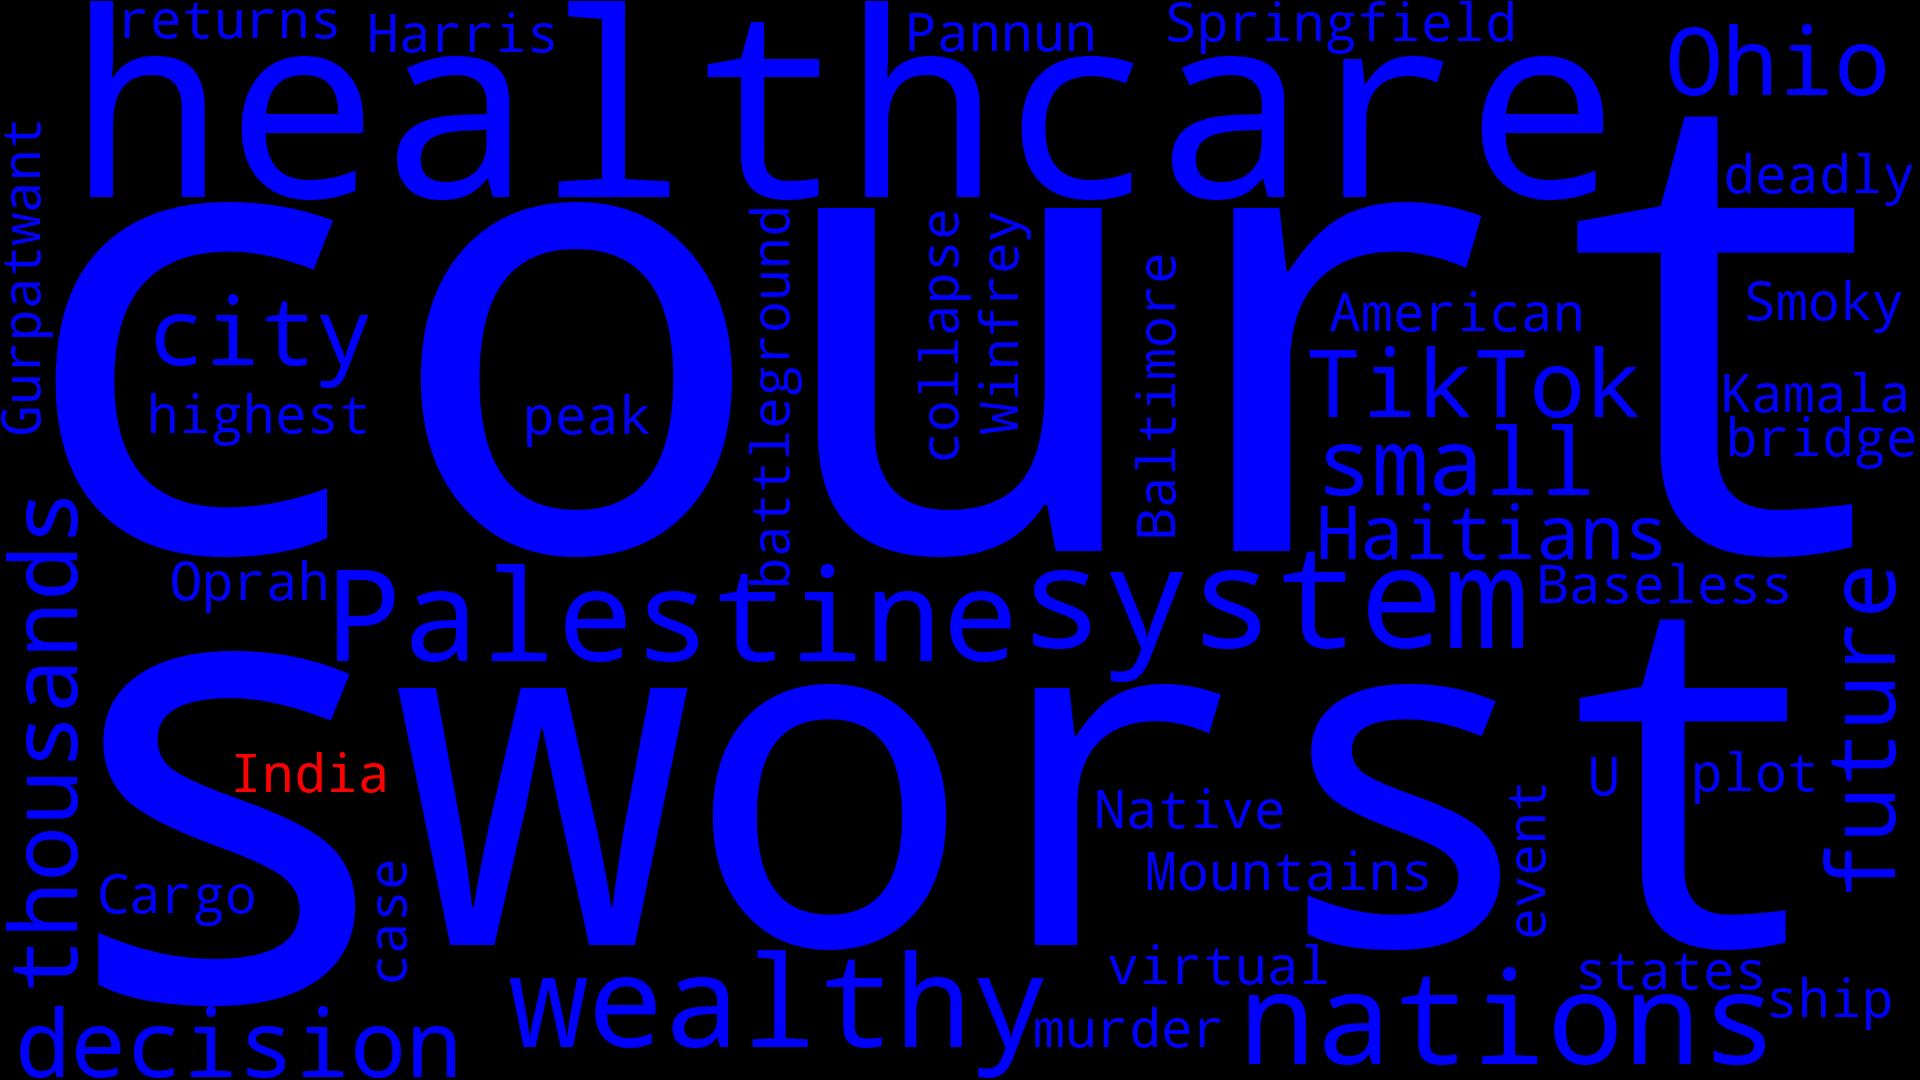 returns
Harris
Pannun
Springfield
Ohio
healthcare
Gurpatwant
deadly
court
city
highest
peak
battleground
collapse
Winfrey
Baltimore
American
TikTok
small
Haitians
Smoky
Kamala
bridge
thousands
Oprah
Palestine
system
Baseless
future
s
worst
India
Cargo
case
Native
Mountains
event
U
plot
decision
wealthy
virtual
murder
nations
states
ship